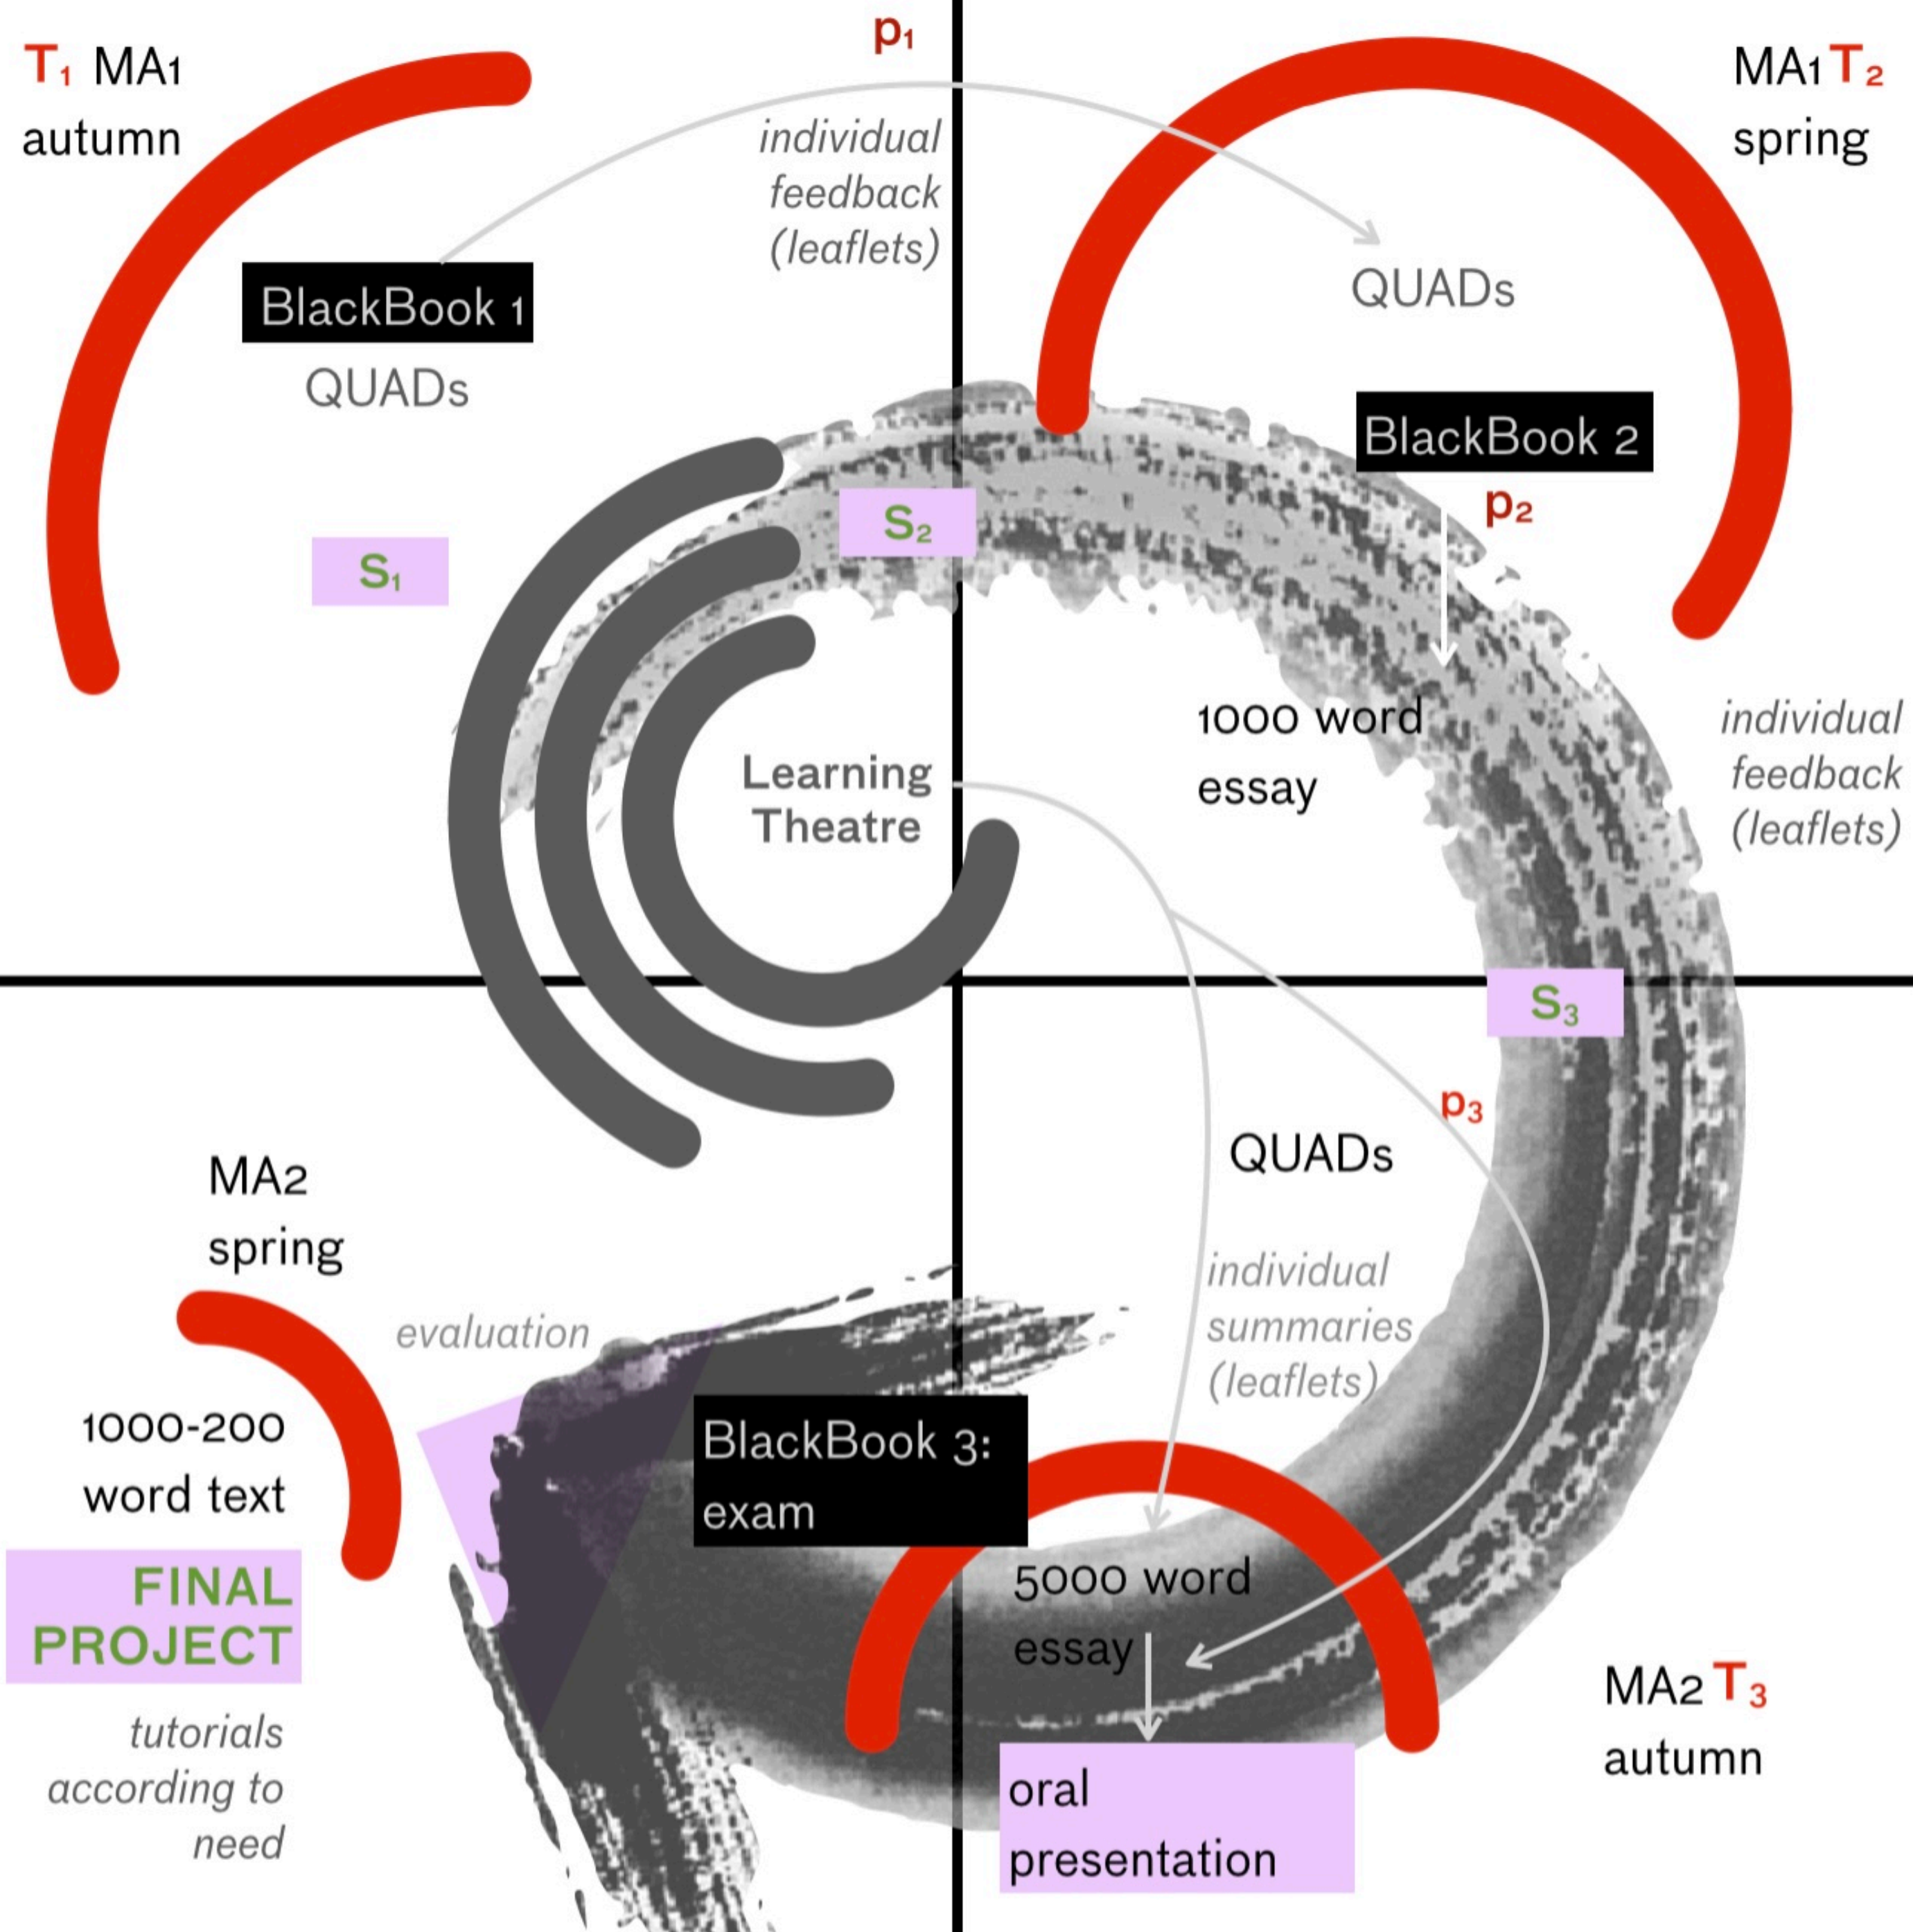 T1 MA1
autumn
p1
individual
feedback
(leaflets)
MA1 T2
spring
BlackBook 1
QUADs
QUADs
BlackBook 2
p2
S1
S2
1000 word
essay
individual
feedback
(leaflets)
Learning
Theatre
S3
p3
QUADs
individual
summaries
(leaflets)
MA2
spring
evaluation
1000-200
word text
FINAL
PROJECT
tutorials
according to
need
BlackBook 3:
exam
5000 word
essay
oral
presentation
MA2 T3
autumn